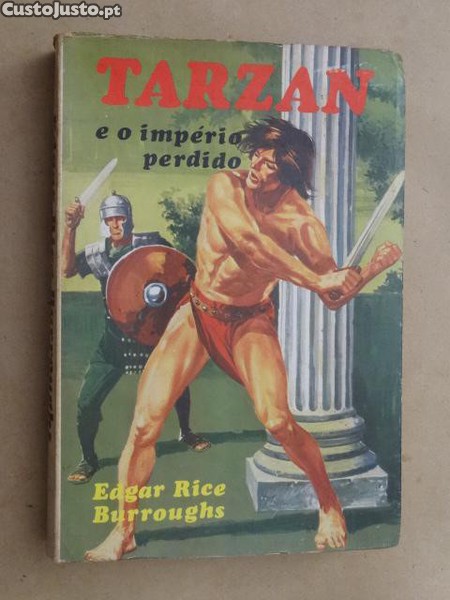 CustoJusto.pt
TARZAN
e o império
perdido
Edgar Rice
Burroughs